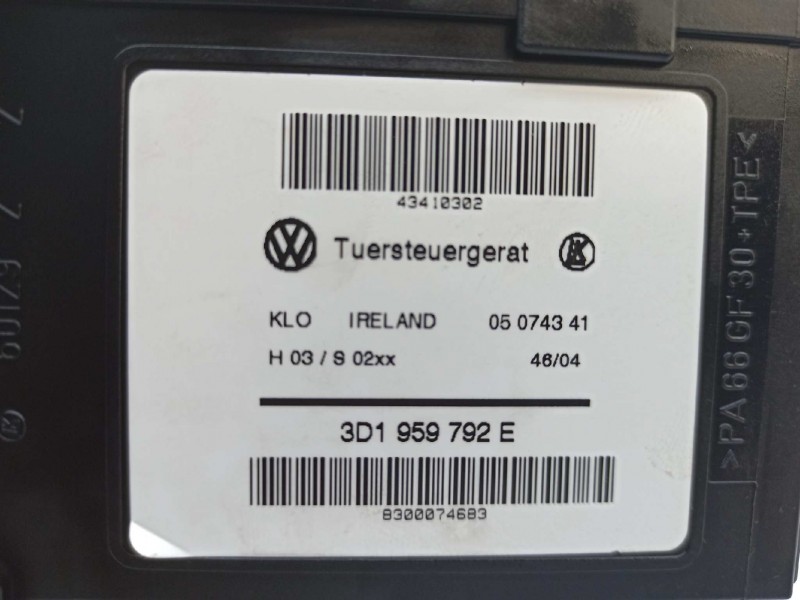 43410302
Tuersteuergerat
KLO IRELAND 05 0743 41
H 03 / S 02xx 46/04
3D1 959 792 E
8300074683
>PA 66 GF 30+TPE<